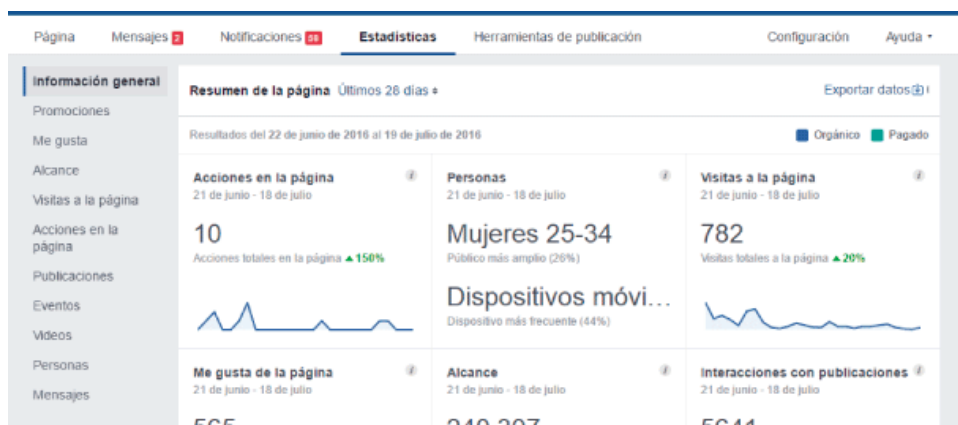 Página Mensajes 2 Notificaciones 68 Estadísticas Herramientas de publicación Configuración Ayuda
Información general
Promociones
Me gusta
Alcance
Visitas a la página
Acciones en la
página
Publicaciones
Eventos
Videos
Personas
Mensajes
Resumen de la página Últimos 28 días Exportar datos
Resultados del 22 de junio de 2016 al 19 de julio de 2016 Orgánico Pagado
Acciones en la página
21 de junio - 18 de julio
10
Acciones totales en la página ▲ 150%
Personas
21 de junio - 18 de julio
Mujeres 25-34
Público más amplio (26%)
Dispositivos móvi...
Dispositivo más frecuente (44%)
Visitas a la página
21 de junio - 18 de julio
782
Visitas totales a la página ▲ 20%
Me gusta de la página
21 de junio - 18 de julio
565
Alcance
21 de junio - 18 de julio
Interacciones con publicaciones
21 de junio - 18 de julio
5641